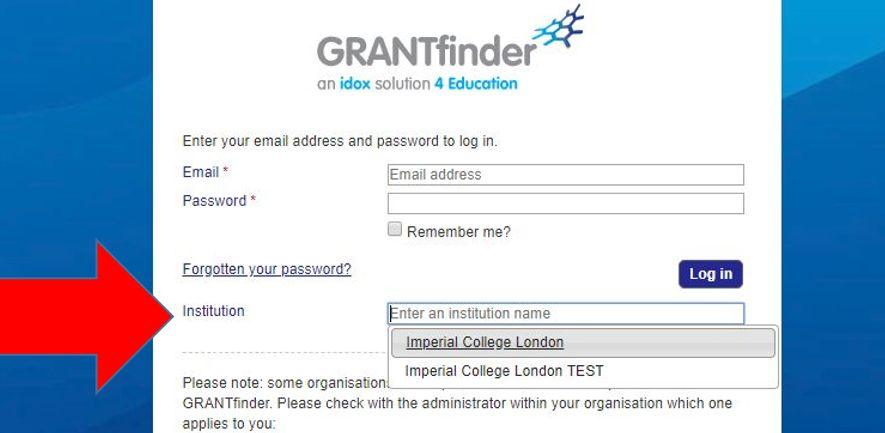 GRANTfinder
an idox solution 4 Education
Enter your email address and password to log in.
Email *
Email address
Password *
Remember me?
Forgotten your password?
Log in
Institution
Enter an institution name
Imperial College London
Imperial College London TEST
Please note: some organisations
GRANTfinder. Please check with the administrator within your organisation which one
applies to you: